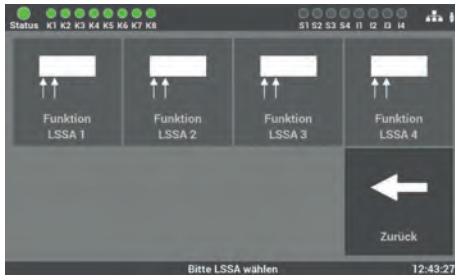 Status K1 K2 K3 K4 K5 K6 K7 K8 S1 S2 S3 S4 I1 I2 I3 I4
Funktion
LSSA 1
Funktion
LSSA 2
Funktion
LSSA 3
Funktion
LSSA 4
Zurück
Bitte LSSA wählen 12:43:27